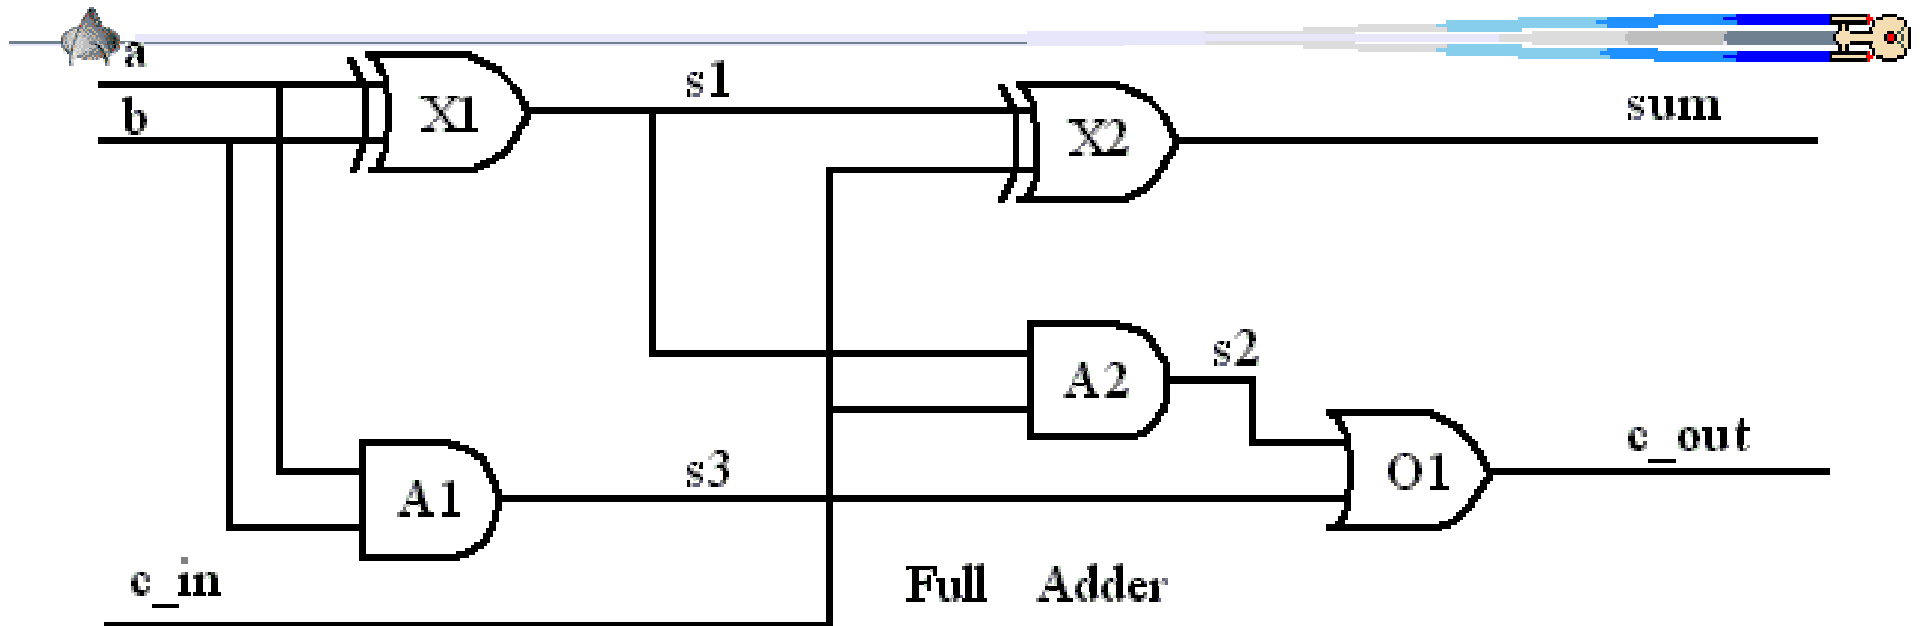 a
b
X1
s1
X2
sum
A2
s2
A1
s3
O1
c_out
c_in
Full Adder